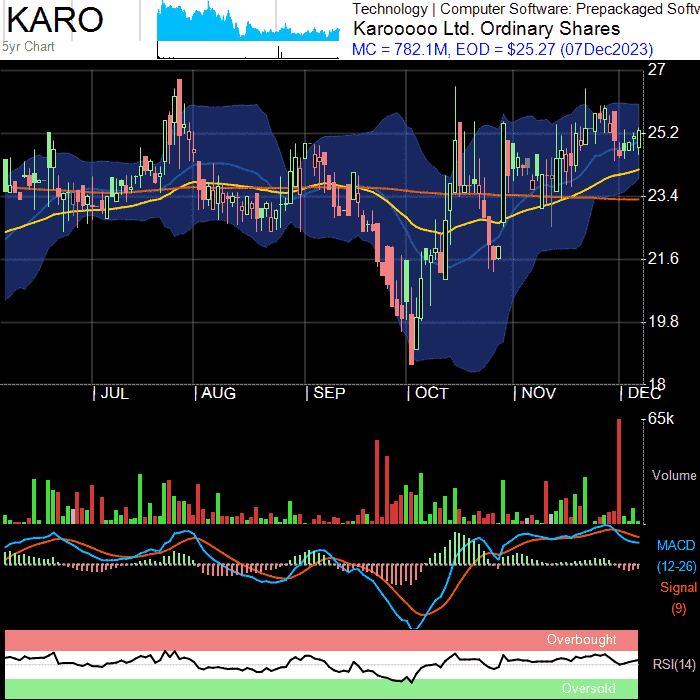 KARO
5yr Chart
Technology | Computer Software: Prepackaged Softw
Karooooo Ltd. Ordinary Shares
MC = 782.1M, EOD = $25.27 (07Dec2023)
27
25.2
23.4
21.6
19.8
18
| JUL | AUG | SEP | OCT | NOV | DEC
-65k
Volume
MACD
(12-26)
Signal
(9)
Overbought
RSI(14)
Oversold